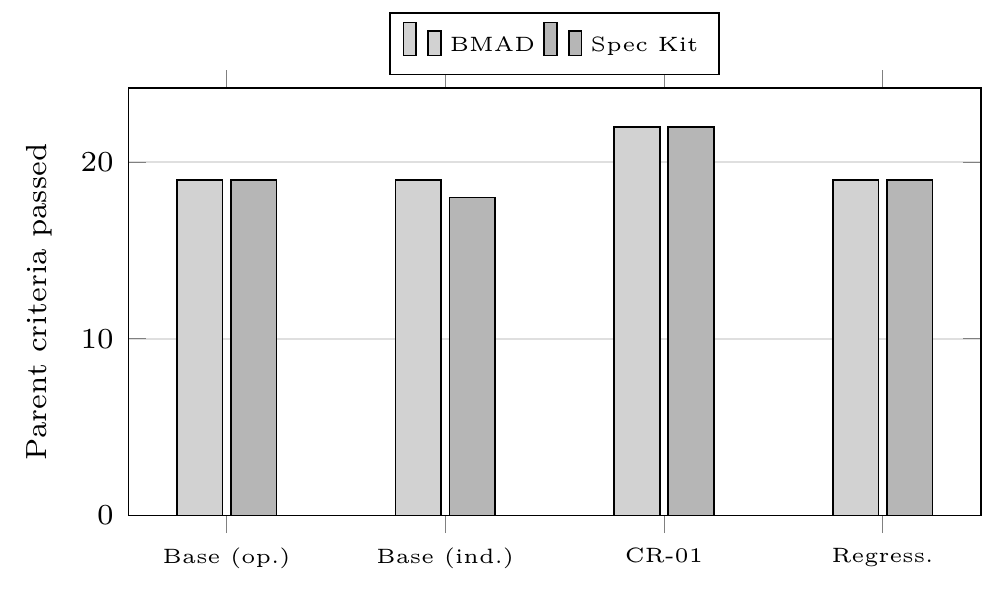 BMAD Spec Kit
Parent criteria passed
20
10
0
Base (op.) Base (ind.) CR-01 Regress.